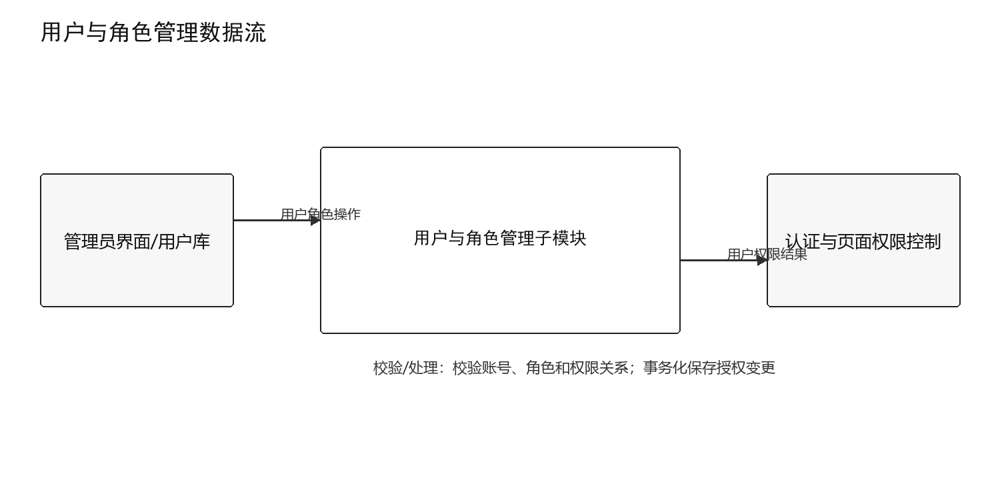 用户与角色管理数据流
用户角色操作
管理员界面/用户库
用户与角色管理子模块
认证与页面权限控制
用户权限结果
校验/处理：校验账号、角色和权限关系；事务化保存授权变更